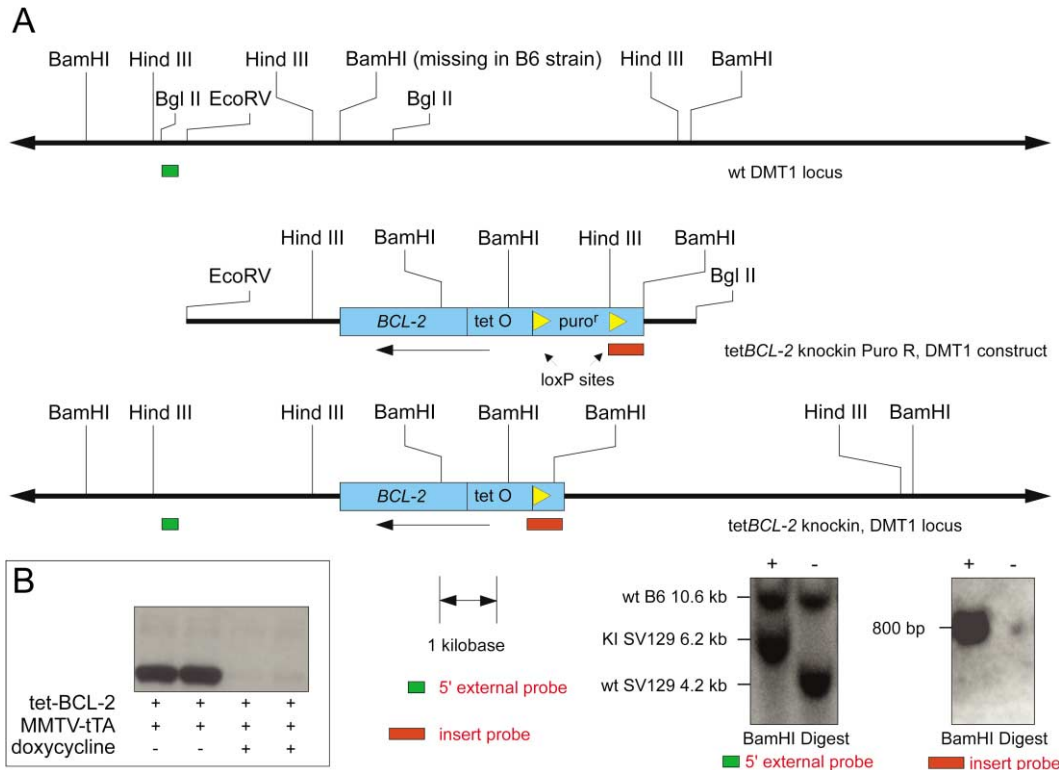 A
BamHI Hind III Hind III BamHI (missing in B6 strain) Hind III BamHI
Bgl II EcoRV Bgl II
wt DMT1 locus
Hind III BamHI BamHI Hind III BamHI
EcoRV Bgl II
BCL-2 tet O puroʳ
tetBCL-2 knockin Puro R, DMT1 construct
loxP sites
BamHI Hind III Hind III BamHI BamHI BamHI Hind III BamHI
BCL-2 tet O
tetBCL-2 knockin, DMT1 locus
B
tet-BCL-2 + + + +
MMTV-tTA + + + +
doxycycline - - + +
1 kilobase
5' external probe
insert probe
+ -
wt B6 10.6 kb
KI SV129 6.2 kb
wt SV129 4.2 kb
BamHI Digest
5' external probe
+ -
800 bp
BamHI Digest
insert probe